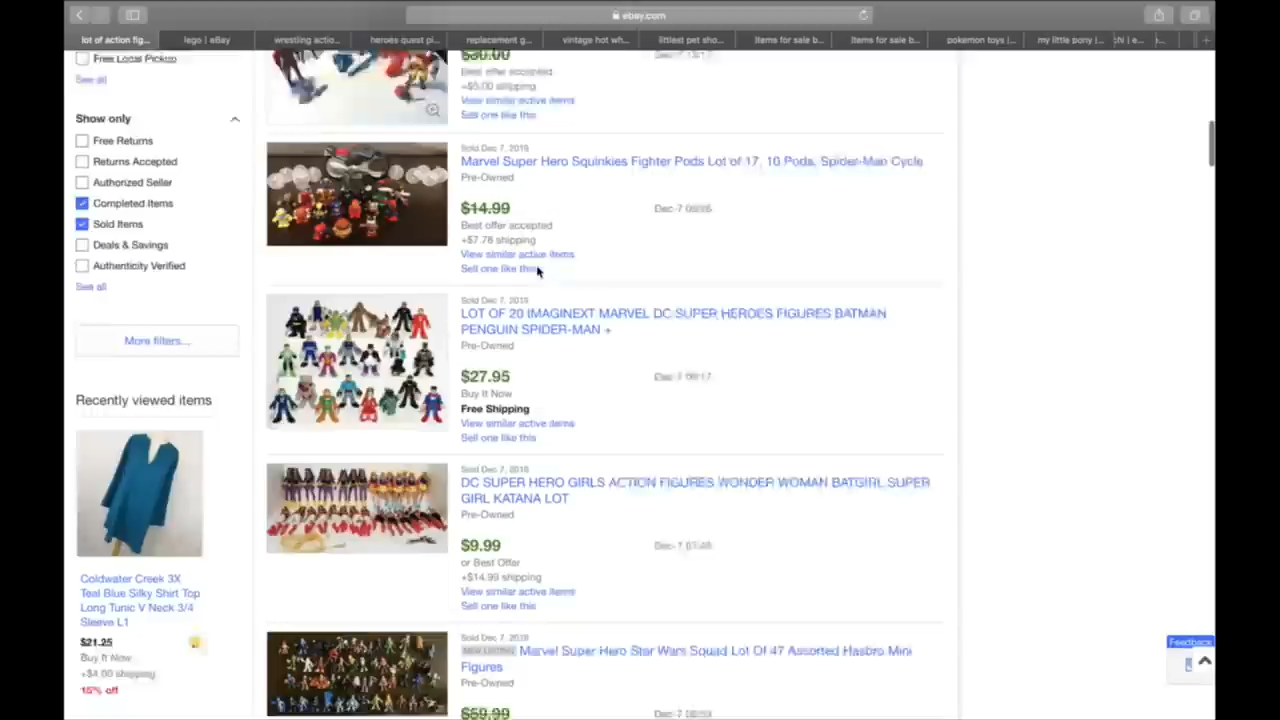 ebay.com
lot of action fig...
lego | eBay
wrestling actio...
heroes quest pi...
replacement g...
vintage hot wh...
littlest pet sho...
Items for sale b...
Items for sale b...
pokemon toys |...
my little pony |...
Free Local Pickup
See all
Show only
Free Returns
Returns Accepted
Authorized Seller
Completed Items
Sold Items
Deals & Savings
Authenticity Verified
See all
More filters...
Recently viewed items
Coldwater Creek 3X
Teal Blue Silky Shirt Top
Long Tunic V Neck 3/4
Sleeve L1
$21.25
Buy It Now
+$4.00 shipping
15% off
$30.00
Best offer accepted
+$5.00 shipping
View similar active items
Sell one like this
Sold Dec 7, 2019
Marvel Super Hero Squinkies Fighter Pods Lot of 17, 10 Pods, Spider-Man Cycle
Pre-Owned
$14.99
Dec-7
Best offer accepted
+$7.78 shipping
View similar active items
Sell one like this
Sold Dec 7, 2019
LOT OF 20 IMAGINEXT MARVEL DC SUPER HEROES FIGURES BATMAN
PENGUIN SPIDER-MAN +
Pre-Owned
$27.95
Buy It Now
Free Shipping
View similar active items
Sell one like this
Sold Dec 7, 2019
DC SUPER HERO GIRLS ACTION FIGURES WONDER WOMAN BATGIRL SUPER
GIRL KATANA LOT
Pre-Owned
$9.99
or Best Offer
+$14.99 shipping
View similar active items
Sell one like this
Sold Dec 7, 2019
NEW LISTING Marvel Super Hero Star Wars Squad Lot Of 47 Assorted Hasbro Mini
Figures
Pre-Owned
$59.99
Feedback